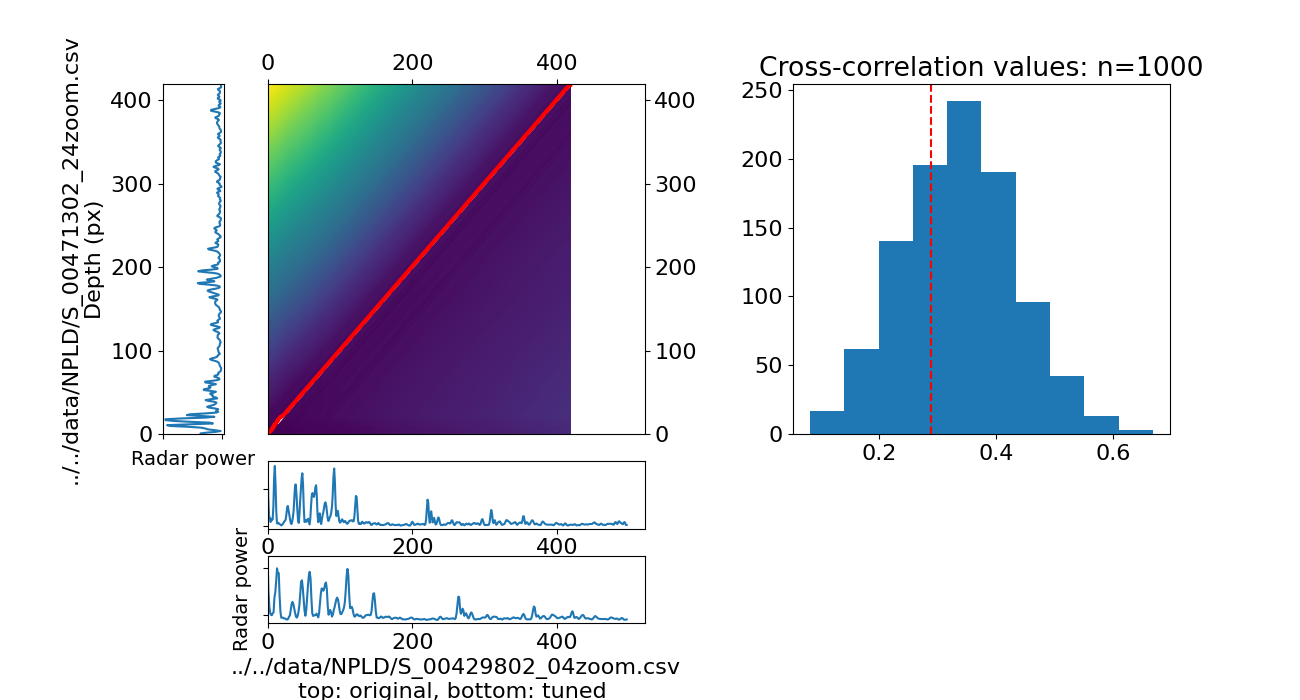 ../../data/NPLD/S_00471302_24zoom.csv
Depth (px)
400
300
200
100
0
Radar power
0 200 400
400
300
200
100
0
Cross-correlation values: n=1000
250
200
150
100
50
0
0.2 0.4 0.6
0 200 400
Radar power
0 200 400
../../data/NPLD/S_00429802_04zoom.csv
top: original, bottom: tuned